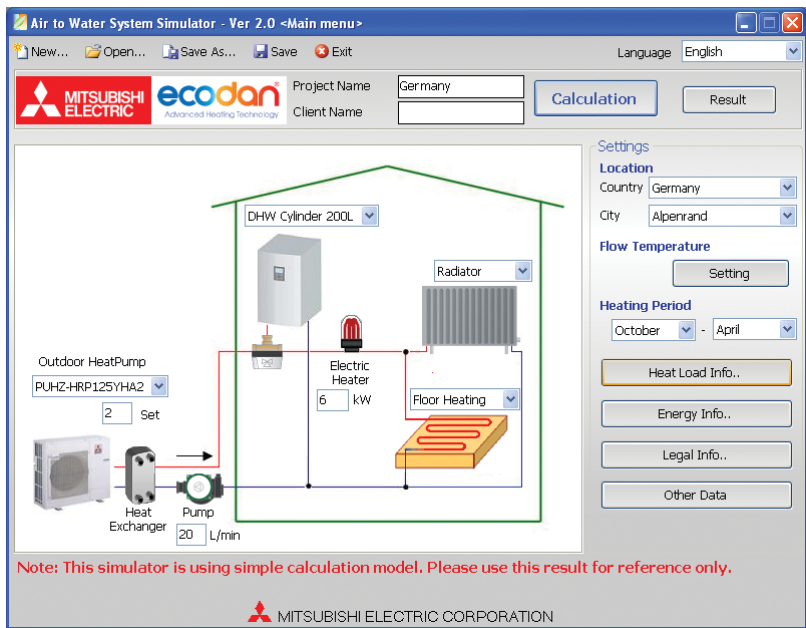 Air to Water System Simulator - Ver 2.0 <Main menu>
New... Open... Save As... Save Exit Language English
MITSUBISHI ELECTRIC
ecodan
Advanced Heating Technology
Project Name Germany
Client Name
Calculation Result
Settings
Location
Country Germany
City Alpenrand
Flow Temperature
Setting
Heating Period
October - April
Heat Load Info..
Energy Info..
Legal Info..
Other Data
DHW Cylinder 200L
Radiator
Outdoor HeatPump
PUHZ-HRP125YHA2
2 Set
Electric
Heater
6 kW
Floor Heating
Heat
Exchanger
Pump
20 L/min
Note: This simulator is using simple calculation model. Please use this result for reference only.
MITSUBISHI ELECTRIC CORPORATION